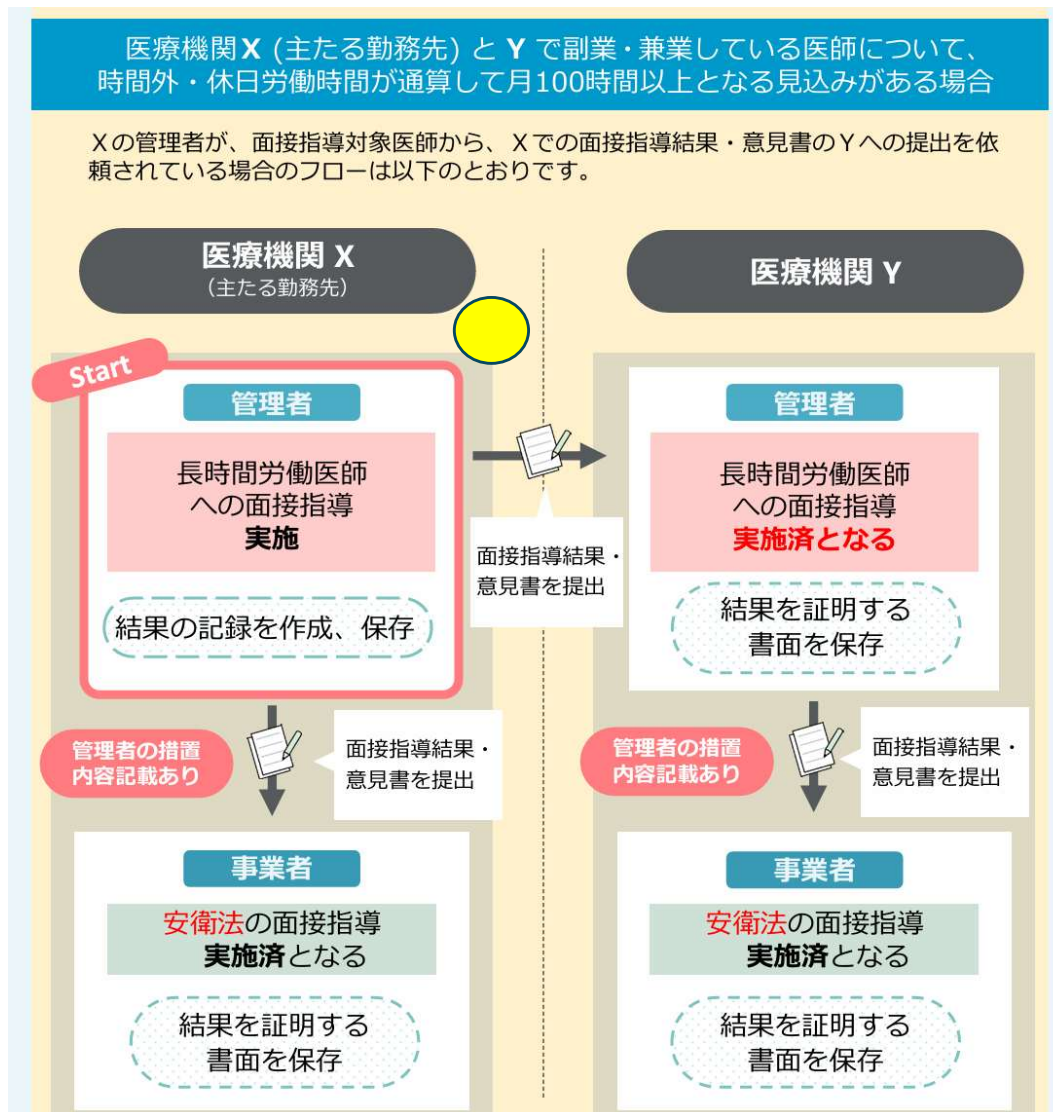 医療機関X (主たる勤務先) と Y で副業・兼業している医師について、
時間外・休日労働時間が通算して月100時間以上となる見込みがある場合
Xの管理者が、面接指導対象医師から、Xでの面接指導結果・意見書のYへの提出を依
頼されている場合のフローは以下のとおりです。
医療機関 X
(主たる勤務先)
医療機関 Y
Start
管理者
長時間労働医師
への面接指導
実施
結果の記録を作成、保存
面接指導結果・
意見書を提出
管理者
長時間労働医師
への面接指導
実施済となる
結果を証明する
書面を保存
管理者の措置
内容記載あり
面接指導結果・
意見書を提出
管理者の措置
内容記載あり
面接指導結果・
意見書を提出
事業者
安衛法の面接指導
実施済となる
結果を証明する
書面を保存
事業者
安衛法の面接指導
実施済となる
結果を証明する
書面を保存